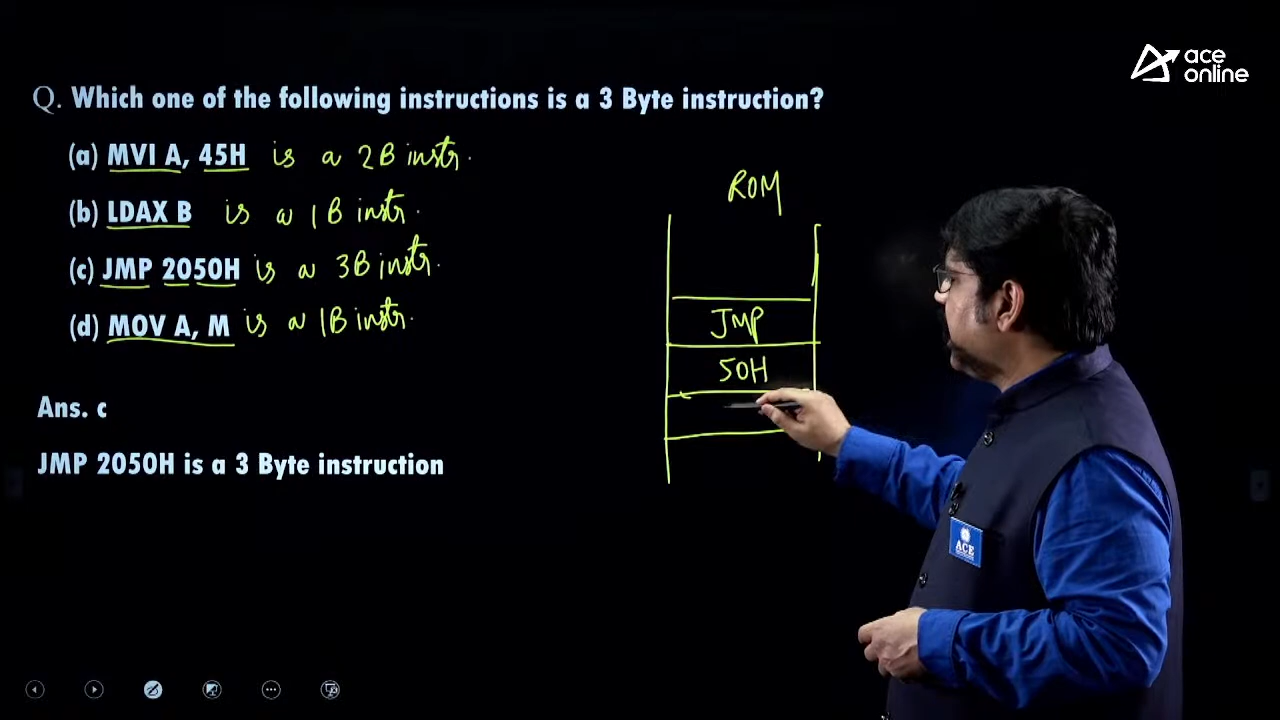 ace
online
Q. Which one of the following instructions is a 3 Byte instruction?
(a) MVI A, 45H is a 2B instr.
(b) LDAX B is a 1B instr.
(c) JMP 2050H is a 3B instr.
(d) MOV A, M is a 1B instr.
Ans. c
JMP 2050H is a 3 Byte instruction
ROM
JMP
50H
ACE